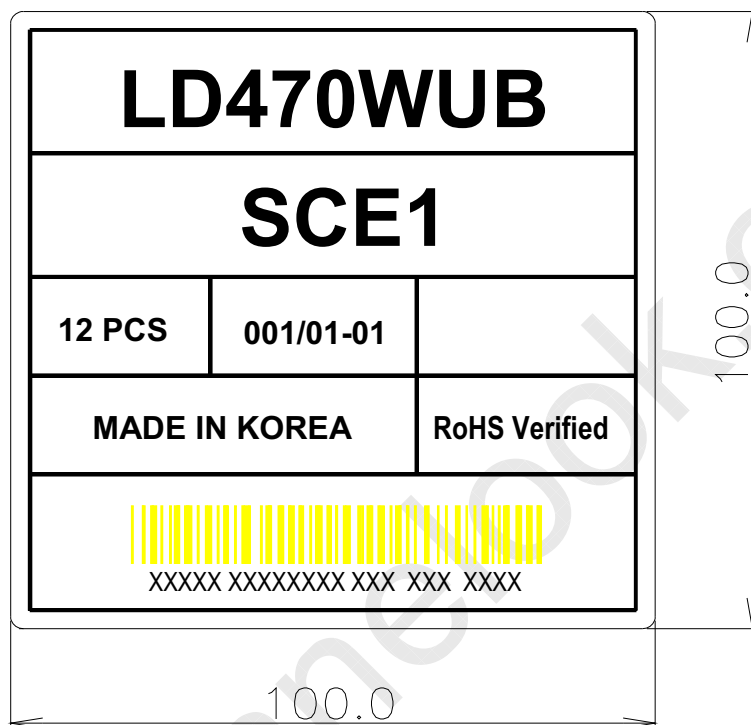 LD470WUB
SCE1
12 PCS
001/01-01
MADE IN KOREA
RoHS Verified
XXXXX XXXXXXXX XXX XXX XXXX
100.0
100.0